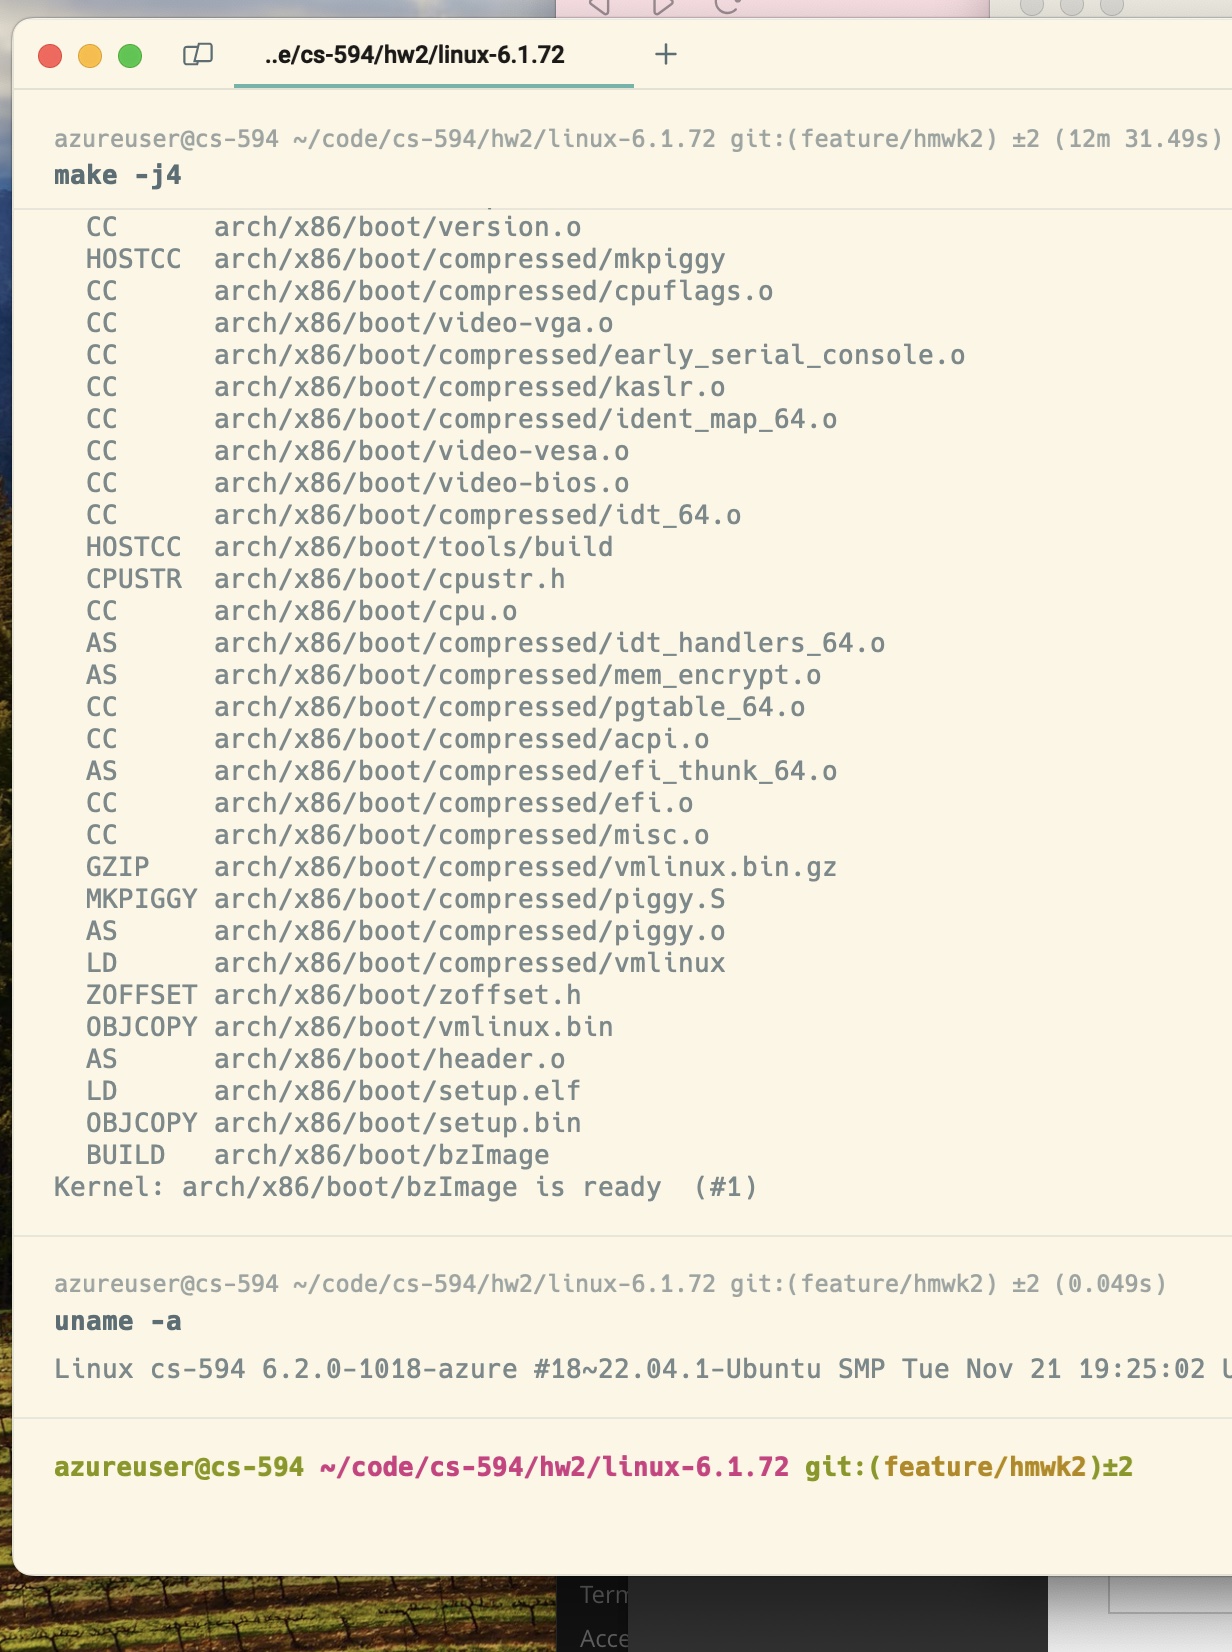 ..e/cs-594/hw2/linux-6.1.72
azureuser@cs-594 ~/code/cs-594/hw2/linux-6.1.72 git:(feature/hmwk2) ±2 (12m 31.49s)
make -j4
CC arch/x86/boot/version.o
HOSTCC arch/x86/boot/compressed/mkpiggy
CC arch/x86/boot/compressed/cpuflags.o
CC arch/x86/boot/video-vga.o
CC arch/x86/boot/compressed/early_serial_console.o
CC arch/x86/boot/compressed/kaslr.o
CC arch/x86/boot/compressed/ident_map_64.o
CC arch/x86/boot/video-vesa.o
CC arch/x86/boot/video-bios.o
CC arch/x86/boot/compressed/idt_64.o
HOSTCC arch/x86/boot/tools/build
CPUSTR arch/x86/boot/cpustr.h
CC arch/x86/boot/cpu.o
AS arch/x86/boot/compressed/idt_handlers_64.o
AS arch/x86/boot/compressed/mem_encrypt.o
CC arch/x86/boot/compressed/pgtable_64.o
CC arch/x86/boot/compressed/acpi.o
AS arch/x86/boot/compressed/efi_thunk_64.o
CC arch/x86/boot/compressed/efi.o
CC arch/x86/boot/compressed/misc.o
GZIP arch/x86/boot/compressed/vmlinux.bin.gz
MKPIGGY arch/x86/boot/compressed/piggy.S
AS arch/x86/boot/compressed/piggy.o
LD arch/x86/boot/compressed/vmlinux
ZOFFSET arch/x86/boot/zoffset.h
OBJCOPY arch/x86/boot/vmlinux.bin
AS arch/x86/boot/header.o
LD arch/x86/boot/setup.elf
OBJCOPY arch/x86/boot/setup.bin
BUILD arch/x86/boot/bzImage
Kernel: arch/x86/boot/bzImage is ready (#1)
azureuser@cs-594 ~/code/cs-594/hw2/linux-6.1.72 git:(feature/hmwk2) ±2 (0.049s)
uname -a
Linux cs-594 6.2.0-1018-azure #18~22.04.1-Ubuntu SMP Tue Nov 21 19:25:02
azureuser@cs-594 ~/code/cs-594/hw2/linux-6.1.72 git:(feature/hmwk2)±2